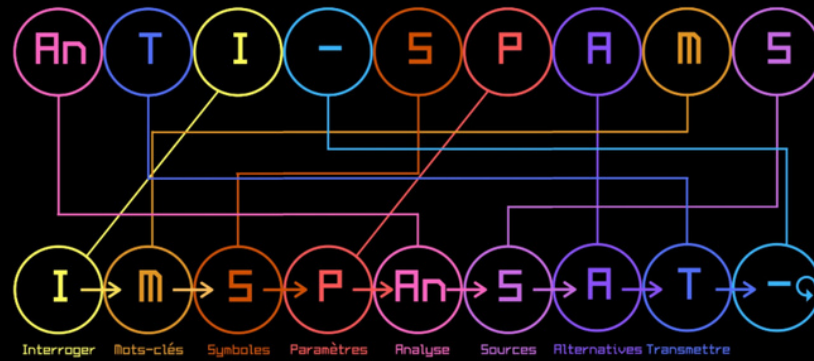 An T I - S P A M S
I M S P An S A T -
Interroger Mots-clés Symboles Paramètres Analyse Sources Alternatives Transmettre